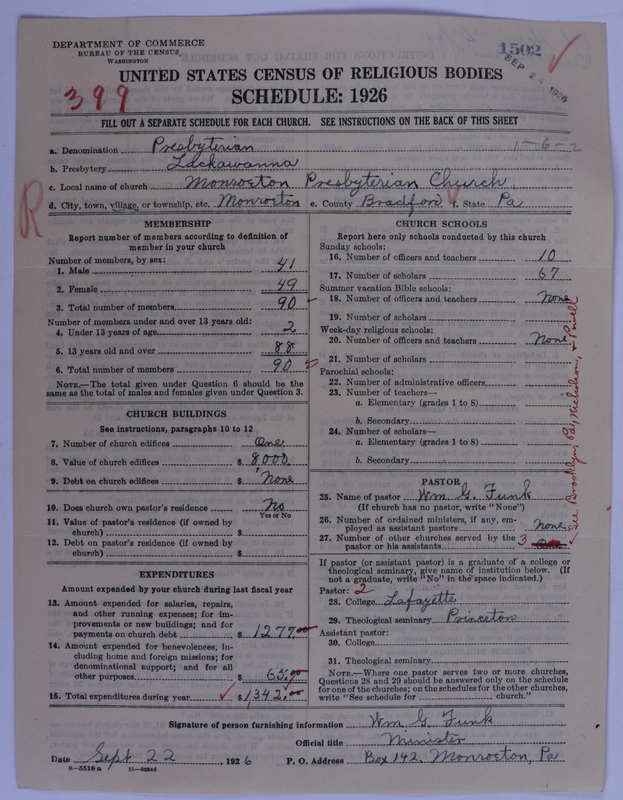 DEPARTMENT OF COMMERCE
BUREAU OF THE CENSUS
WASHINGTON
1502
SEP 24 1926
UNITED STATES CENSUS OF RELIGIOUS BODIES
399
SCHEDULE: 1926
FILL OUT A SEPARATE SCHEDULE FOR EACH CHURCH. SEE INSTRUCTIONS ON THE BACK OF THIS SHEET
a. Denomination Presbyterian 1-6-2
b. Presbytery Lackawanna
c. Local name of church Monroeton Presbyterian Church
d. City, town, village, or township, etc. Monroeton e. County Bradford f. State Pa
R
MEMBERSHIP
Report number of members according to definition of
member in your church
Number of members, by sex:
1. Male 41
2. Female 49
3. Total number of members 90
Number of members under and over 13 years old:
4. Under 13 years of age 2
5. 13 years old and over 88
6. Total number of members 90
NOTE.—The total given under Question 6 should be the
same as the total of males and females given under Question 3.
CHURCH BUILDINGS
See instructions, paragraphs 10 to 12
7. Number of church edifices One
8. Value of church edifices $ 8000
9. Debt on church edifices $ None
10. Does church own pastor's residence? No
Yes or No
11. Value of pastor's residence (if owned by
church) $
12. Debt on pastor's residence (if owned by
church) $
EXPENDITURES
Amount expended by your church during last fiscal year
13. Amount expended for salaries, repairs,
and other running expenses; for im-
provements or new buildings; and for
payments on church debt $ 1277.00
14. Amount expended for benevolences, in-
cluding home and foreign missions; for
denominational support; and for all
other purposes $ 65.00
15. Total expenditures during year $ 1342.00
CHURCH SCHOOLS
Report here only schools conducted by this church
Sunday schools:
16. Number of officers and teachers 10
17. Number of scholars 67
Summer vacation Bible schools:
18. Number of officers and teachers None
19. Number of scholars
Week-day religious schools:
20. Number of officers and teachers None
21. Number of scholars
Parochial schools:
22. Number of administrative officers
23. Number of teachers—
a. Elementary (grades 1 to 8)
b. Secondary
24. Number of scholars—
a. Elementary (grades 1 to 8)
b. Secondary
See Brooklyn, Pa, Nicholson, & Powell
PASTOR
25. Name of pastor Wm. G. Funk
(If church has no pastor, write "None")
26. Number of ordained ministers, if any, em-
ployed as assistant pastors None
27. Number of other churches served by the
pastor or his assistants 3
If pastor (or assistant pastor) is a graduate of a college or
theological seminary, give name of institution below. (If
not a graduate, write "No" in the space indicated.)
Pastor: 2
28. College Lafayette
29. Theological seminary Princeton
Assistant pastor:
30. College
31. Theological seminary
NOTE.—Where one pastor serves two or more churches,
Questions 28 and 29 should be answered only on the schedule
for one of the churches; on the schedules for the other churches,
write "See schedule for church."
Signature of person furnishing information Wm G. Funk
Official title Minister
Date Sept 22, 1926 P. O. Address Box 142, Monroeton, Pa
8-5518 a